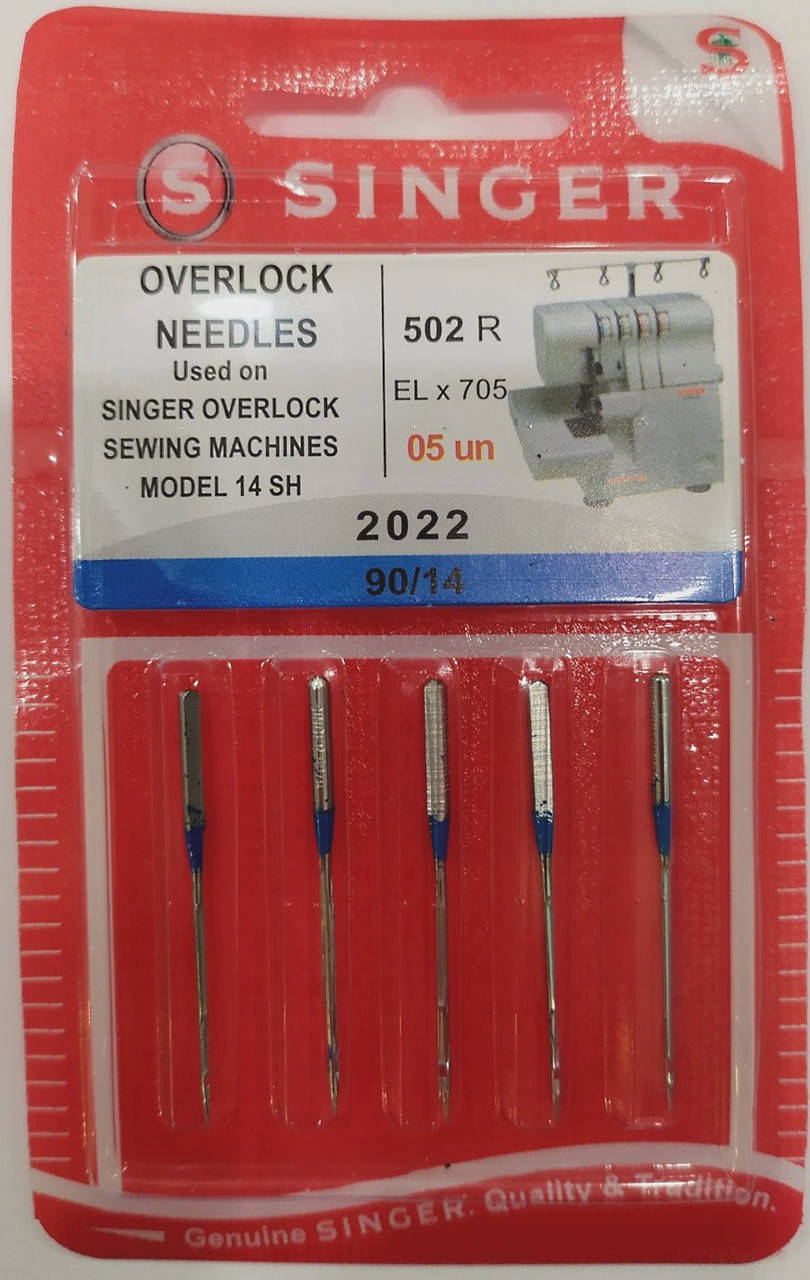 S
S SINGER
OVERLOCK
NEEDLES
Used on
SINGER OVERLOCK
SEWING MACHINES
MODEL 14 SH
502 R
EL x 705
05 un
2022
90/14
Genuine SINGER. Quality & Tradition.